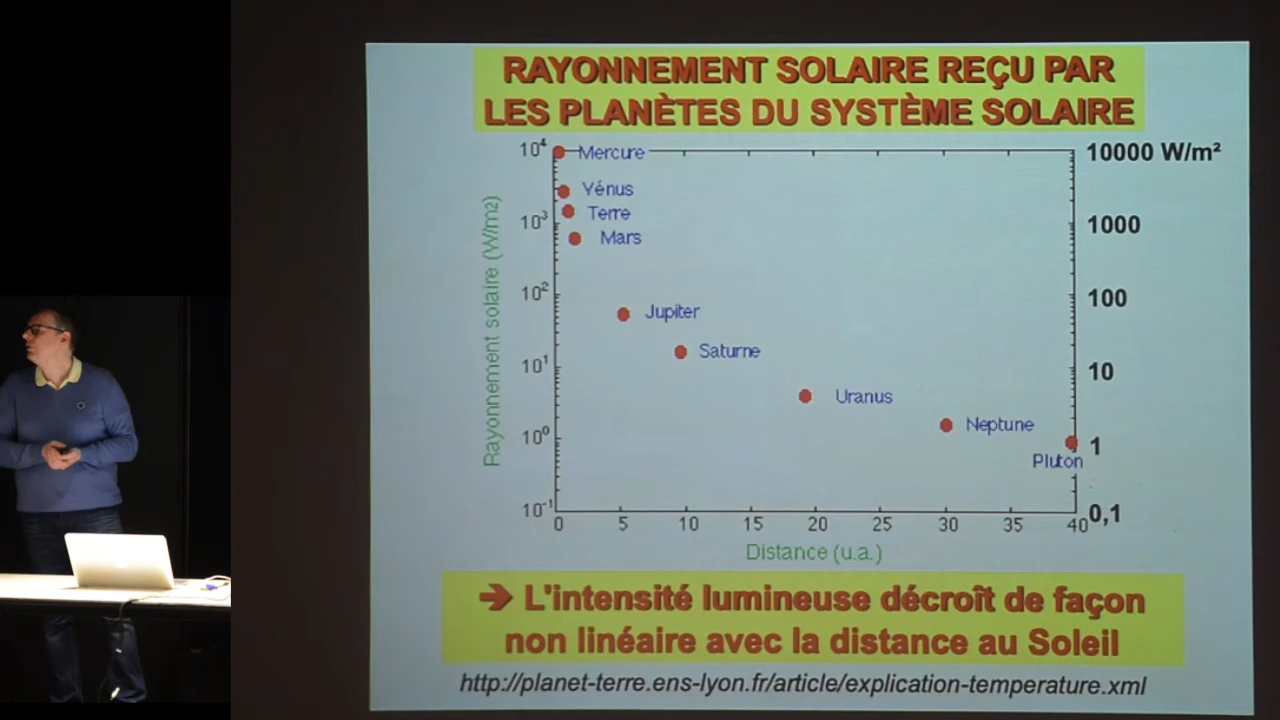 RAYONNEMENT SOLAIRE REÇU PAR
LES PLANÈTES DU SYSTÈME SOLAIRE
Rayonnement solaire (W/m2)
10⁴
10³
10²
10¹
10⁰
10⁻¹
Mercure
Vénus
Terre
Mars
Jupiter
Saturne
Uranus
Neptune
Pluton
10000 W/m²
1000
100
10
1
0,1
0 5 10 15 20 25 30 35 40
Distance (u.a.)
➔ L'intensité lumineuse décroît de façon
non linéaire avec la distance au Soleil
http://planet-terre.ens-lyon.fr/article/explication-temperature.xml